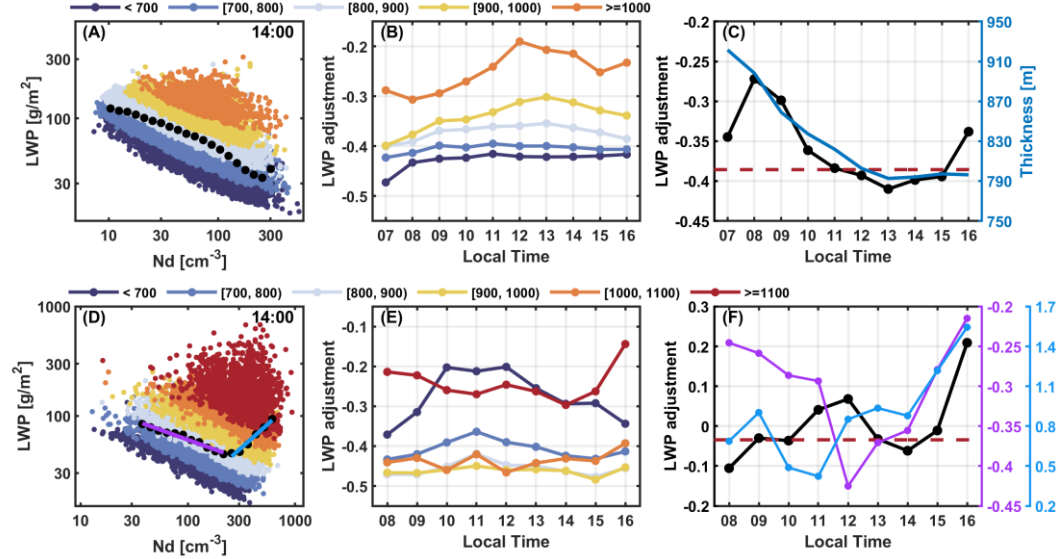 < 700 [700, 800) [800, 900) [900, 1000) >=1000
(A) 14:00
300
100
30
LWP [g/m²]
10 30 100 300
Nd [cm⁻³]
(B)
-0.2
-0.3
-0.4
-0.5
LWP adjustment
07 08 09 10 11 12 13 14 15 16
Local Time
(C)
-0.2
-0.25
-0.3
-0.35
-0.4
-0.45
LWP adjustment
950
910
870
830
790
750
Thickness [m]
07 08 09 10 11 12 13 14 15 16
Local Time
< 700 [700, 800) [800, 900) [900, 1000) [1000, 1100) >=1100
(D) 14:00
1000
300
100
30
LWP [g/m²]
10 30 100 300 1000
Nd [cm⁻³]
(E)
-0.1
-0.2
-0.3
-0.4
-0.5
LWP adjustment
08 09 10 11 12 13 14 15 16
Local Time
(F)
0.3
0.2
0.1
0
-0.1
-0.2
LWP adjustment
-0.2
-0.25
-0.3
-0.35
-0.4
-0.45
1.7
1.4
1.1
0.8
0.5
0.2
08 09 10 11 12 13 14 15 16
Local Time